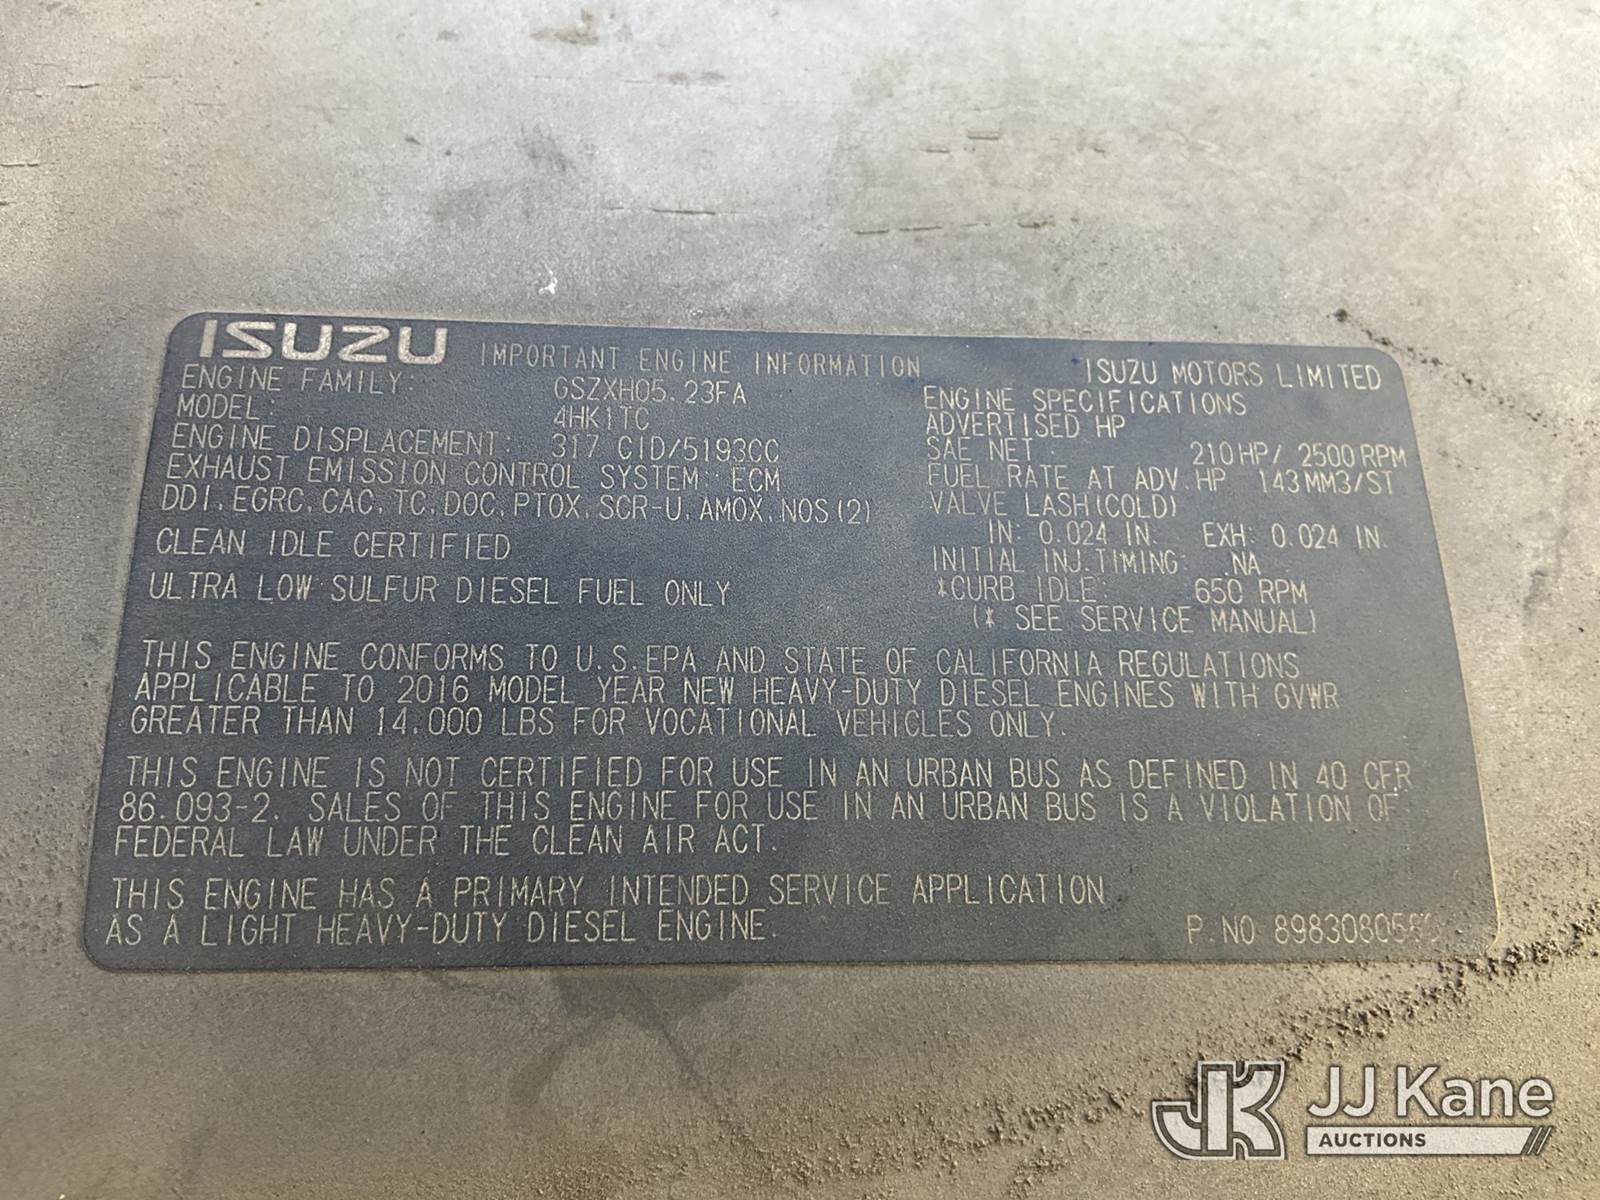 ISUZU IMPORTANT ENGINE INFORMATION ISUZU MOTORS LIMITED
ENGINE FAMILY: GSZXH05.23FA
MODEL: 4HK1TC
ENGINE DISPLACEMENT: 317 CID/5193CC
EXHAUST EMISSION CONTROL SYSTEM: ECM
DDI, EGRC, CAC, TC, DOC, PTOX, SCR-U, AMOX, NOS(2)
CLEAN IDLE CERTIFIED
ULTRA LOW SULFUR DIESEL FUEL ONLY
ENGINE SPECIFICATIONS
ADVERTISED HP
SAE NET: 210HP/ 2500RPM
FUEL RATE AT ADV.HP 143MM3/ST
VALVE LASH(COLD)
IN: 0.024 IN. EXH: 0.024 IN.
INITIAL INJ.TIMING: NA
*CURB IDLE: 650 RPM
(* SEE SERVICE MANUAL)
THIS ENGINE CONFORMS TO U.S.EPA AND STATE OF CALIFORNIA REGULATIONS
APPLICABLE TO 2016 MODEL YEAR NEW HEAVY-DUTY DIESEL ENGINES WITH GVWR
GREATER THAN 14,000 LBS FOR VOCATIONAL VEHICLES ONLY.
THIS ENGINE IS NOT CERTIFIED FOR USE IN AN URBAN BUS AS DEFINED IN 40 CFR
86.093-2. SALES OF THIS ENGINE FOR USE IN AN URBAN BUS IS A VIOLATION OF
FEDERAL LAW UNDER THE CLEAN AIR ACT.
THIS ENGINE HAS A PRIMARY INTENDED SERVICE APPLICATION
AS A LIGHT HEAVY-DUTY DIESEL ENGINE.
P.NO
JK JJ Kane
AUCTIONS